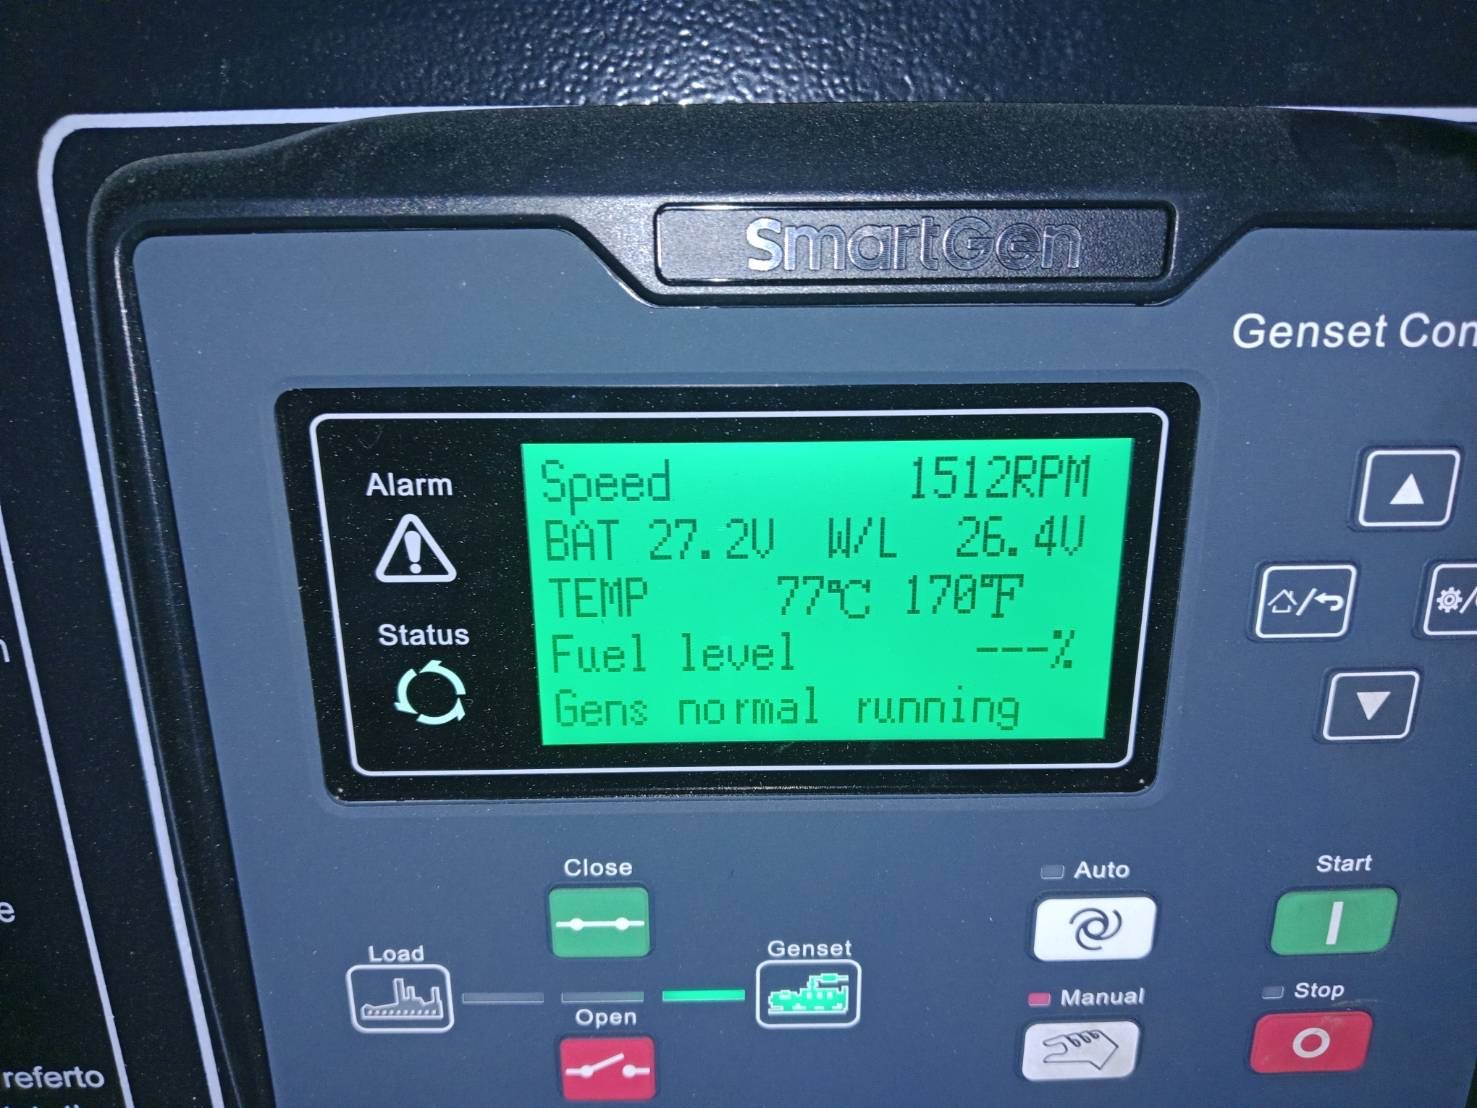 SmartGen
Genset Con
Alarm
Status
Speed 1512RPM
BAT 27.2V W/L 26.4V
TEMP 77℃ 170℉
Fuel level ---%
Gens normal running
Close
Load
Open
Genset
Auto
Manual
Start
Stop
referto